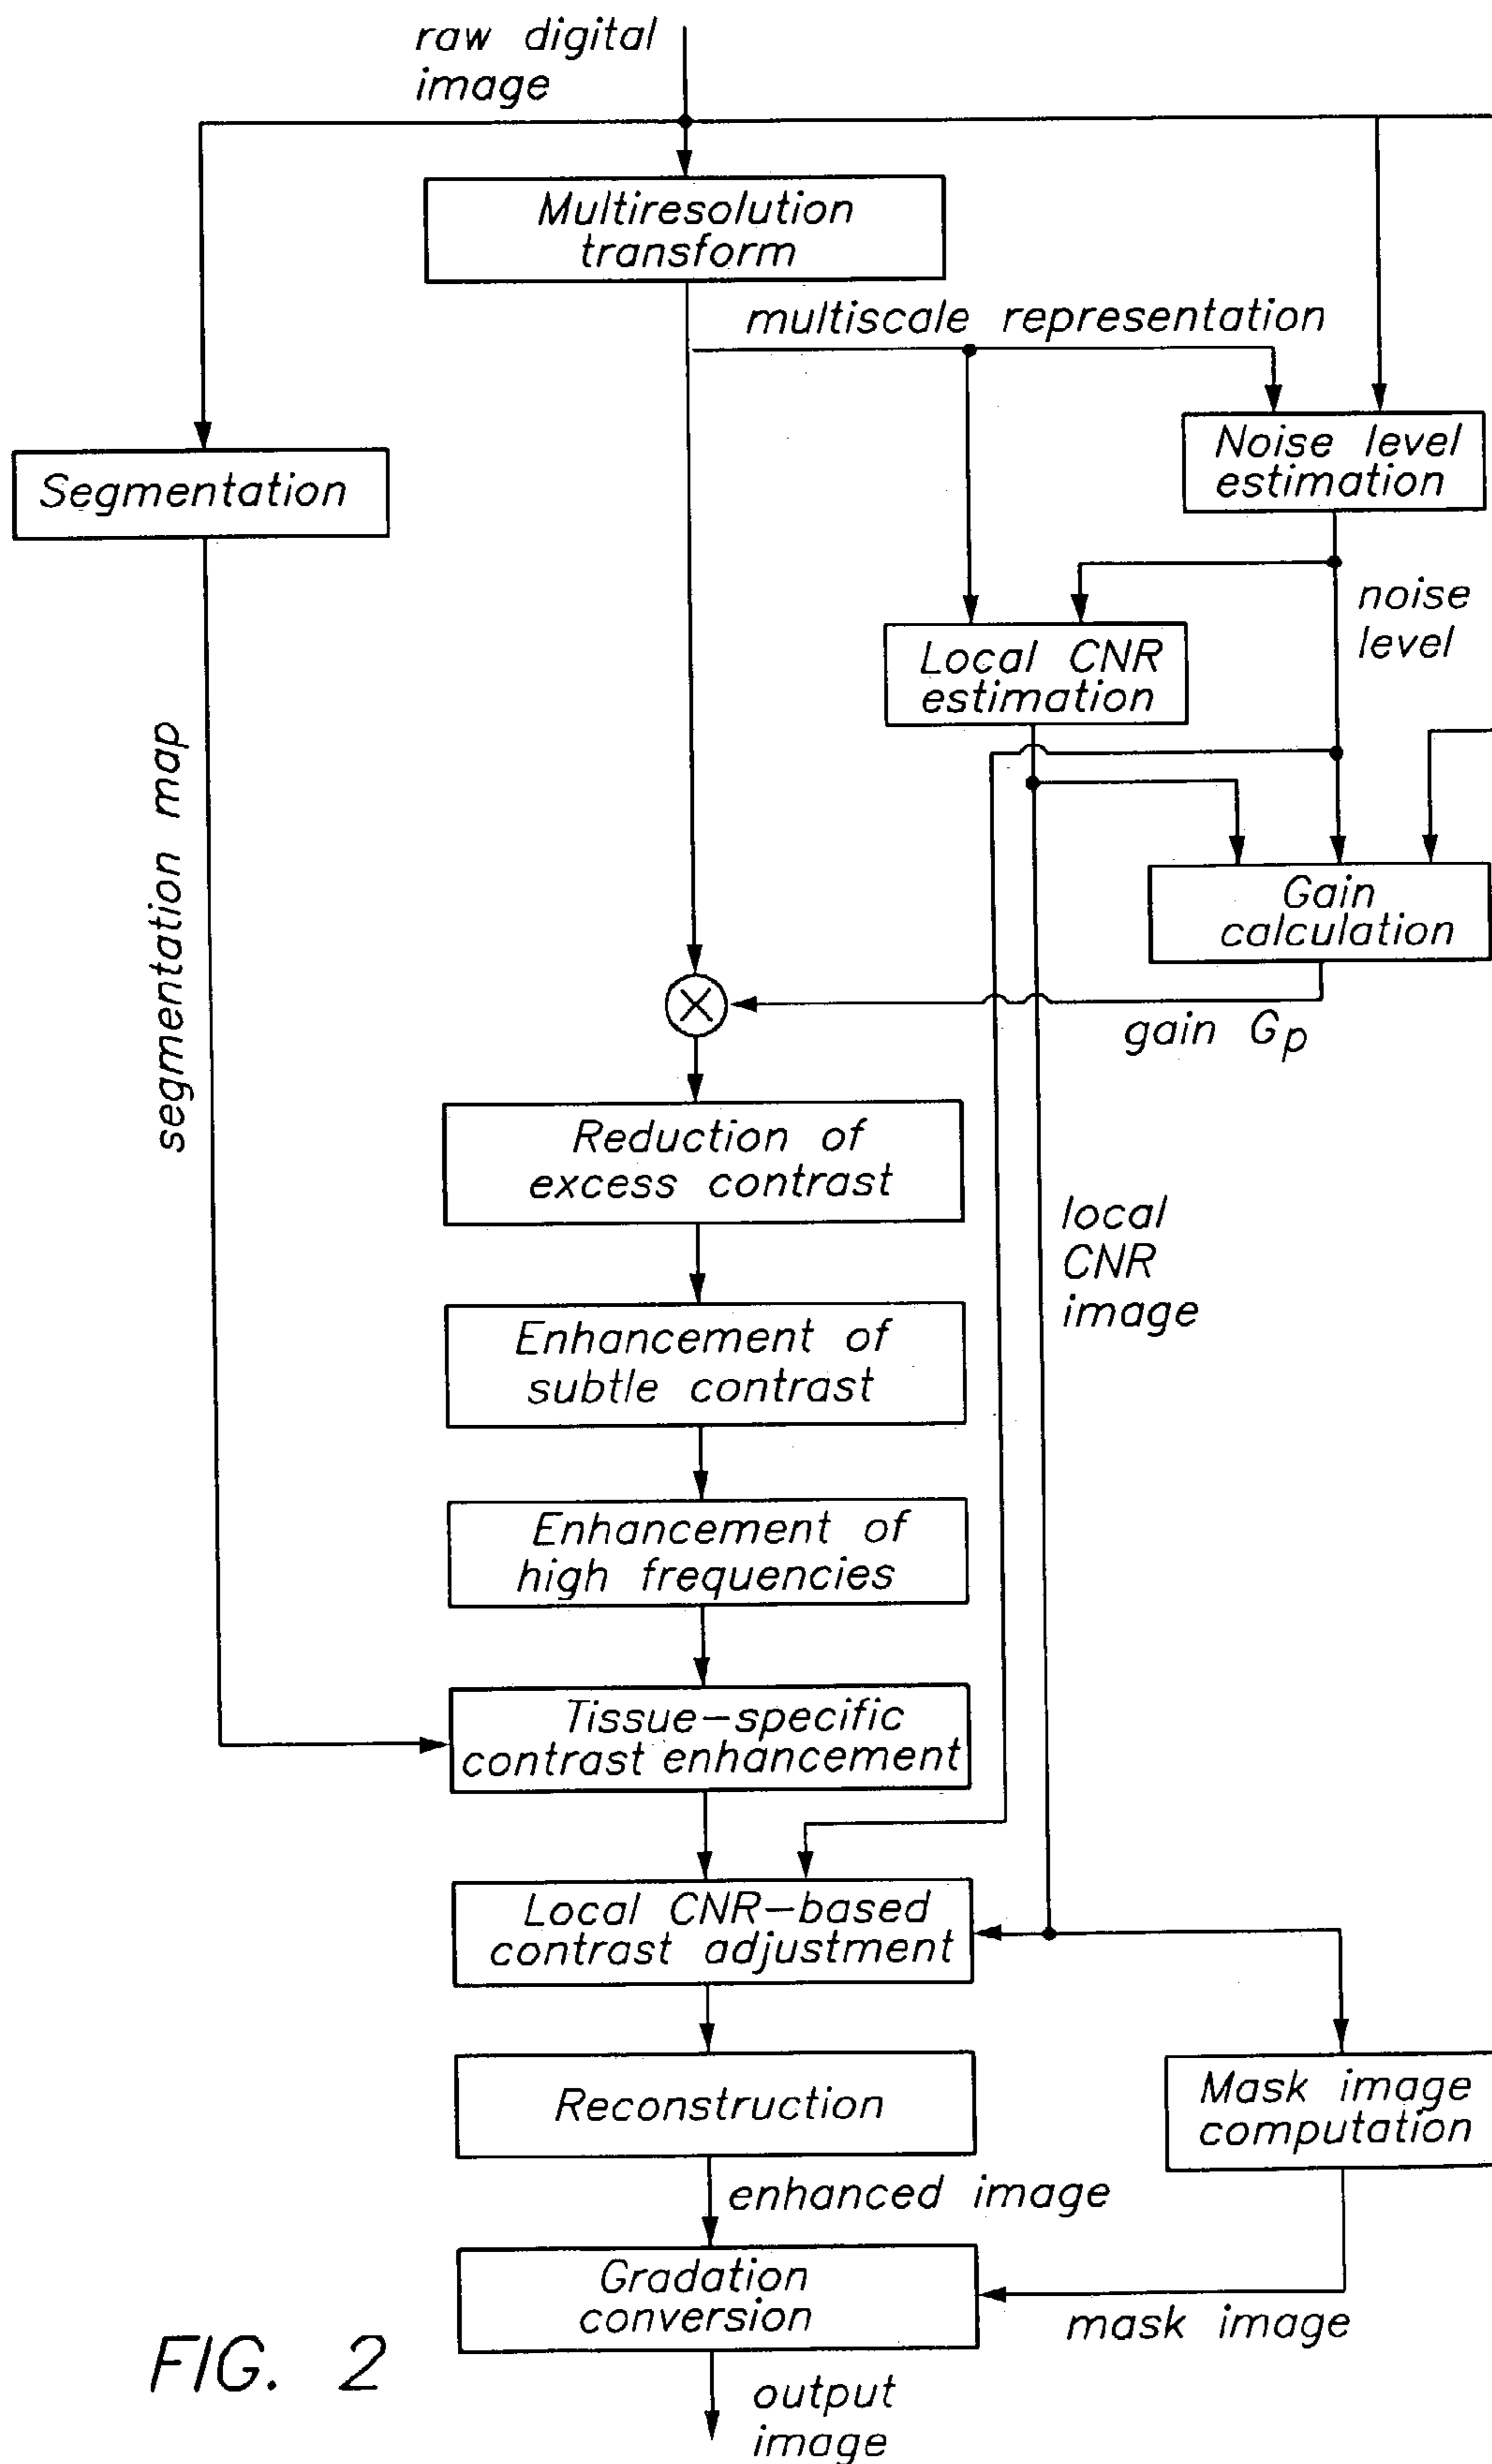 raw digital
image
Multiresolution
transform
multiscale representation
Noise level
estimation
Segmentation
noise
level
Local CNR
estimation
segmentation map
Gain
calculation
gain Gp
Reduction of
excess contrast
local
CNR
image
Enhancement of
subtle contrast
Enhancement of
high frequencies
Tissue-specific
contrast enhancement
Local CNR-based
contrast adjustment
Reconstruction
Mask image
computation
enhanced image
Gradation
conversion
mask image
FIG. 2
output
image